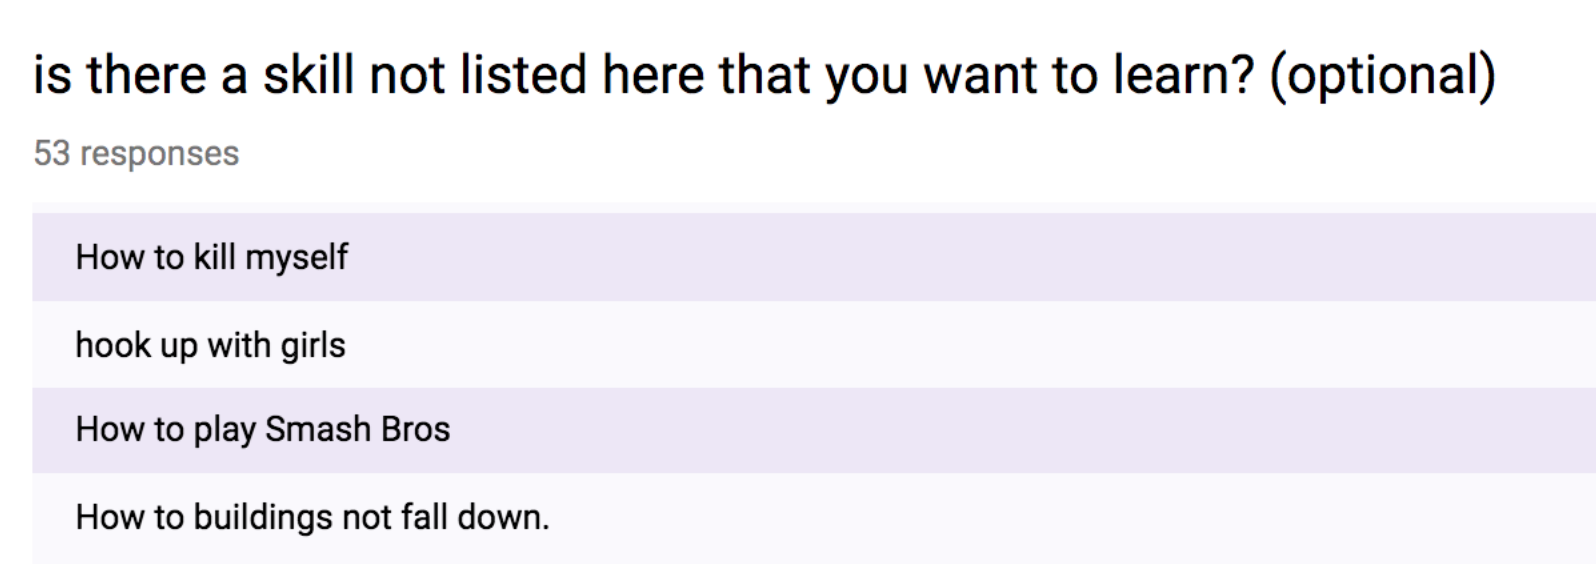 is there a skill not listed here that you want to learn? (optional)
53 responses
How to kill myself
hook up with girls
How to play Smash Bros
How to buildings not fall down.